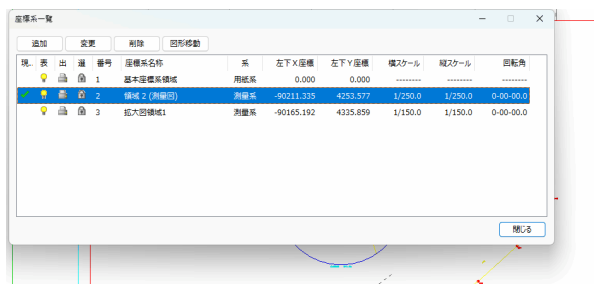 座標系一覧
追加 変更 削除 図形移動
現.. 表 出 選 番号 座標系名称 系 左下X座標 左下Y座標 横スケール 縦スケール 回転角
1 基本座標系領域 用紙系 0.000 0.000 -------- -------- --------
2 領域 2 (測量図) 測量系 -90211.335 4253.577 1/250.0 1/250.0 0-00-00.0
3 拡大図領域1 測量系 -90165.192 4335.859 1/150.0 1/150.0 0-00-00.0
閉じる